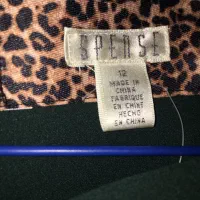 SPENSE
12
MADE IN
CHINA
FABRIQUE
EN CHINE
HECHO
EN CHINA